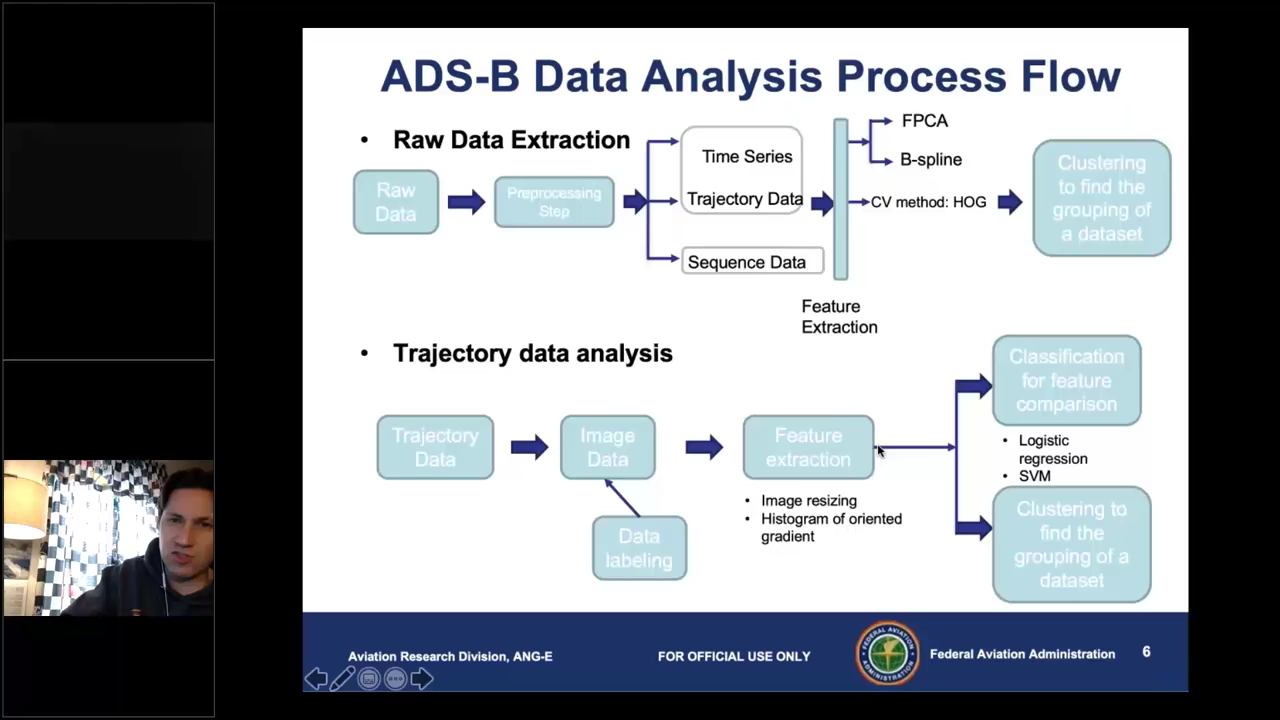 ADS-B Data Analysis Process Flow
• Raw Data Extraction
Raw
Data
Preprocessing
Step
Time Series
Trajectory Data
Sequence Data
FPCA
B-spline
CV method: HOG
Feature
Extraction
Clustering
to find the
grouping of
a dataset
• Trajectory data analysis
Trajectory
Data
Image
Data
Data
labeling
Feature
extraction
• Image resizing
• Histogram of oriented
gradient
Classification
for feature
comparison
• Logistic
regression
• SVM
Clustering to
find the
grouping of a
dataset
Aviation Research Division, ANG-E
FOR OFFICIAL USE ONLY
FEDERAL AVIATION
ADMINISTRATION
Federal Aviation Administration
6